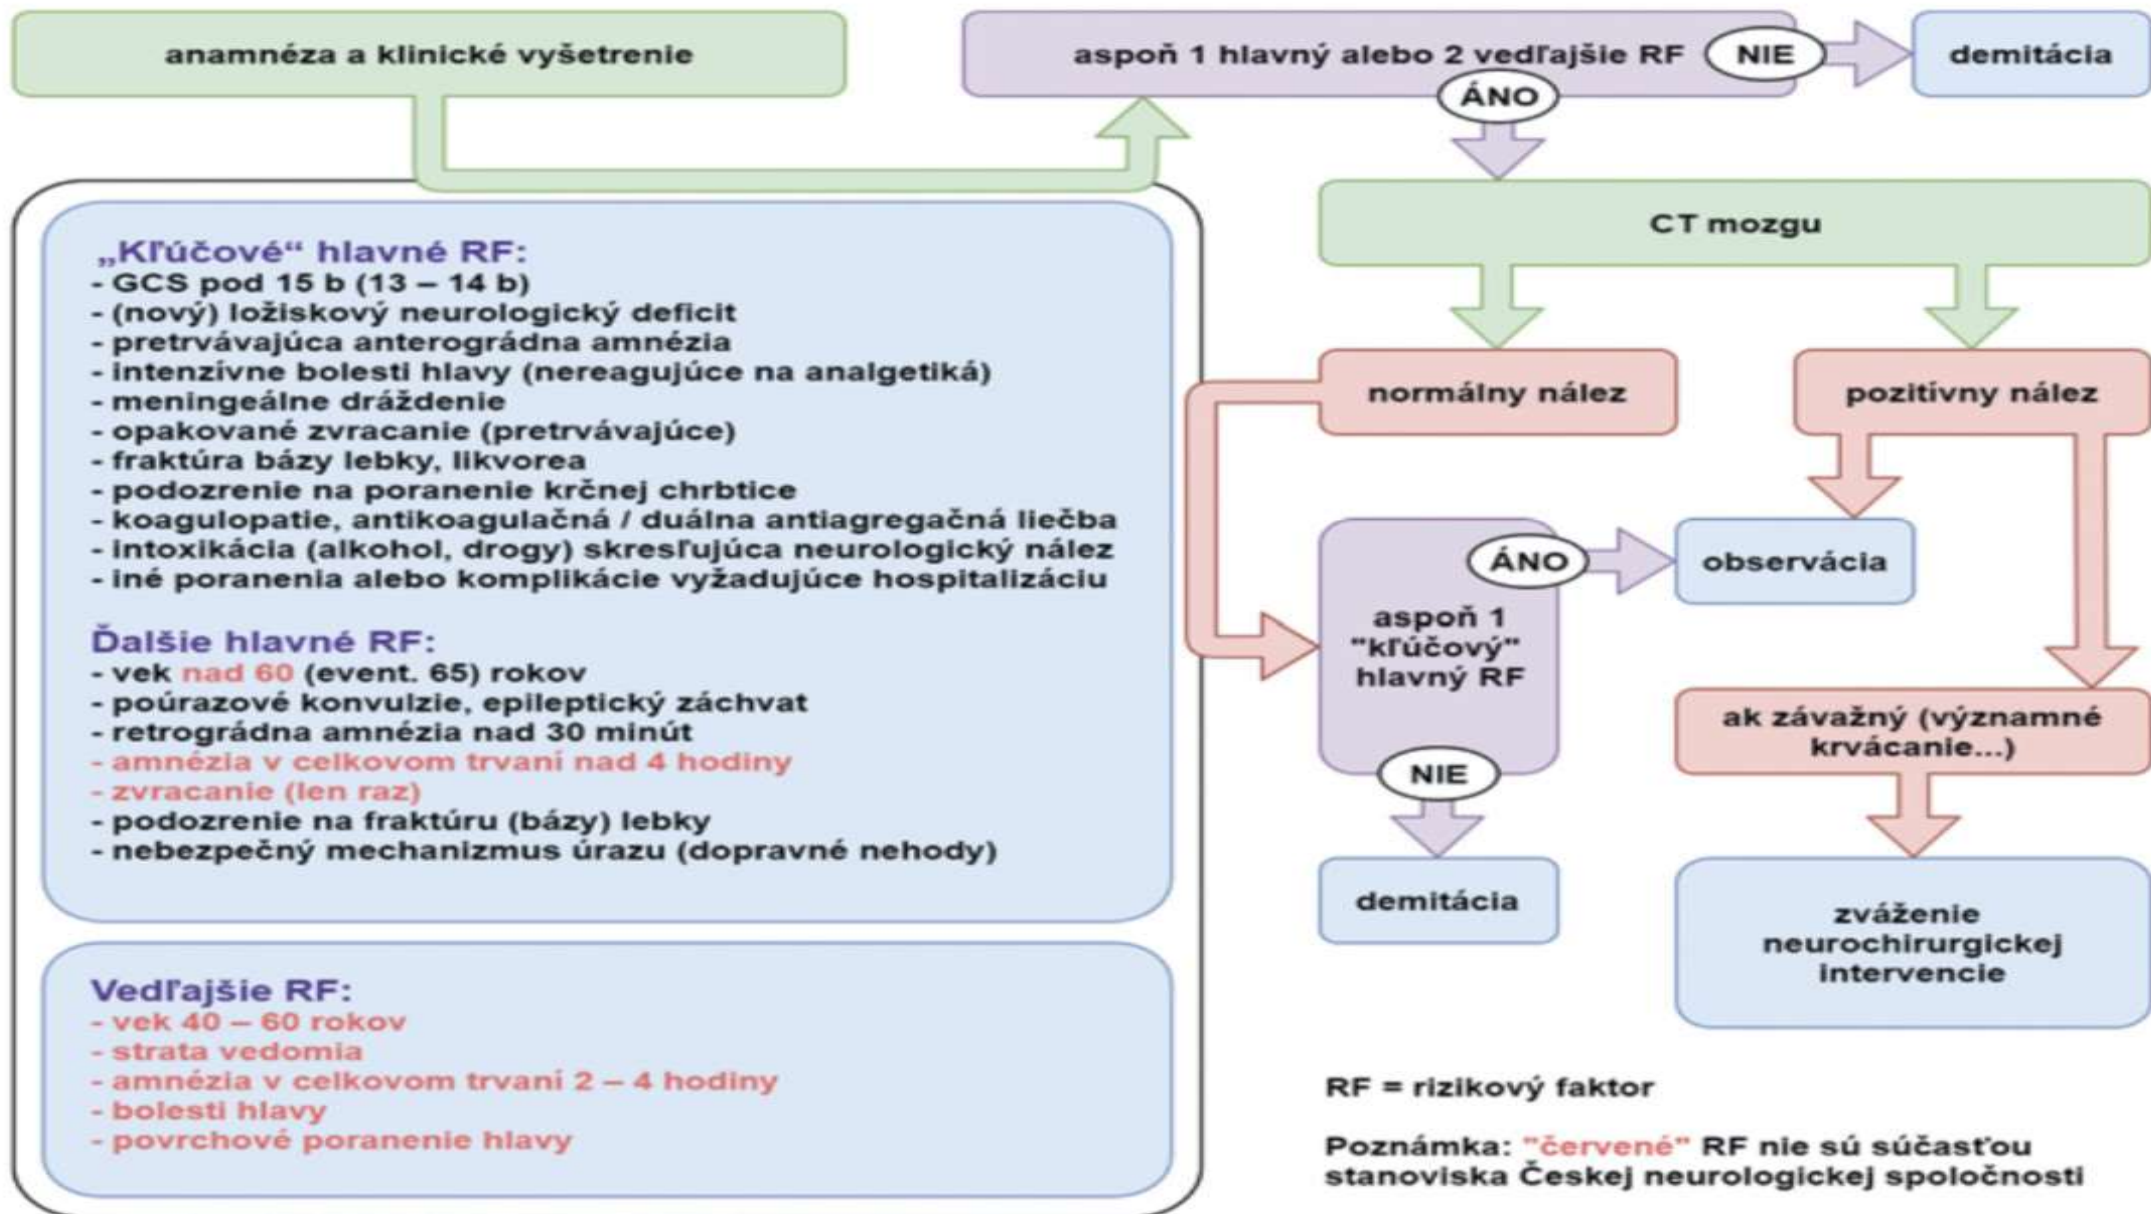 anamnéza a klinické vyšetrenie
aspoň 1 hlavný alebo 2 vedľajšie RF
NIE
demitácia
ÁNO
CT mozgu
„Kľúčové“ hlavné RF:
- GCS pod 15 b (13 – 14 b)
- (nový) ložiskový neurologický deficit
- pretrvávajúca anterográdna amnézia
- intenzívne bolesti hlavy (nereagujúce na analgetiká)
- meningeálne dráždenie
- opakované zvracanie (pretrvávajúce)
- fraktúra bázy lebky, likvorea
- podozrenie na poranenie krčnej chrbtice
- koagulopatie, antikoagulačná / duálna antiagregačná liečba
- intoxikácia (alkohol, drogy) skresľujúca neurologický nález
- iné poranenia alebo komplikácie vyžadujúce hospitalizáciu
Ďalšie hlavné RF:
- vek nad 60 (event. 65) rokov
- poúrazové konvulzie, epileptický záchvat
- retrográdna amnézia nad 30 minút
- amnézia v celkovom trvaní nad 4 hodiny
- zvracanie (len raz)
- podozrenie na fraktúru (bázy) lebky
- nebezpečný mechanizmus úrazu (dopravné nehody)
Vedľajšie RF:
- vek 40 – 60 rokov
- strata vedomia
- amnézia v celkovom trvaní 2 – 4 hodiny
- bolesti hlavy
- povrchové poranenie hlavy
normálny nález
pozitívny nález
ÁNO
observácia
aspoň 1
"kľúčový"
hlavný RF
NIE
demitácia
ak závažný (významné
krvácanie...)
zváženie
neurochirurgickej
intervencie
RF = rizikový faktor
Poznámka: "červené" RF nie sú súčasťou
stanoviska Českej neurologickej spoločnosti